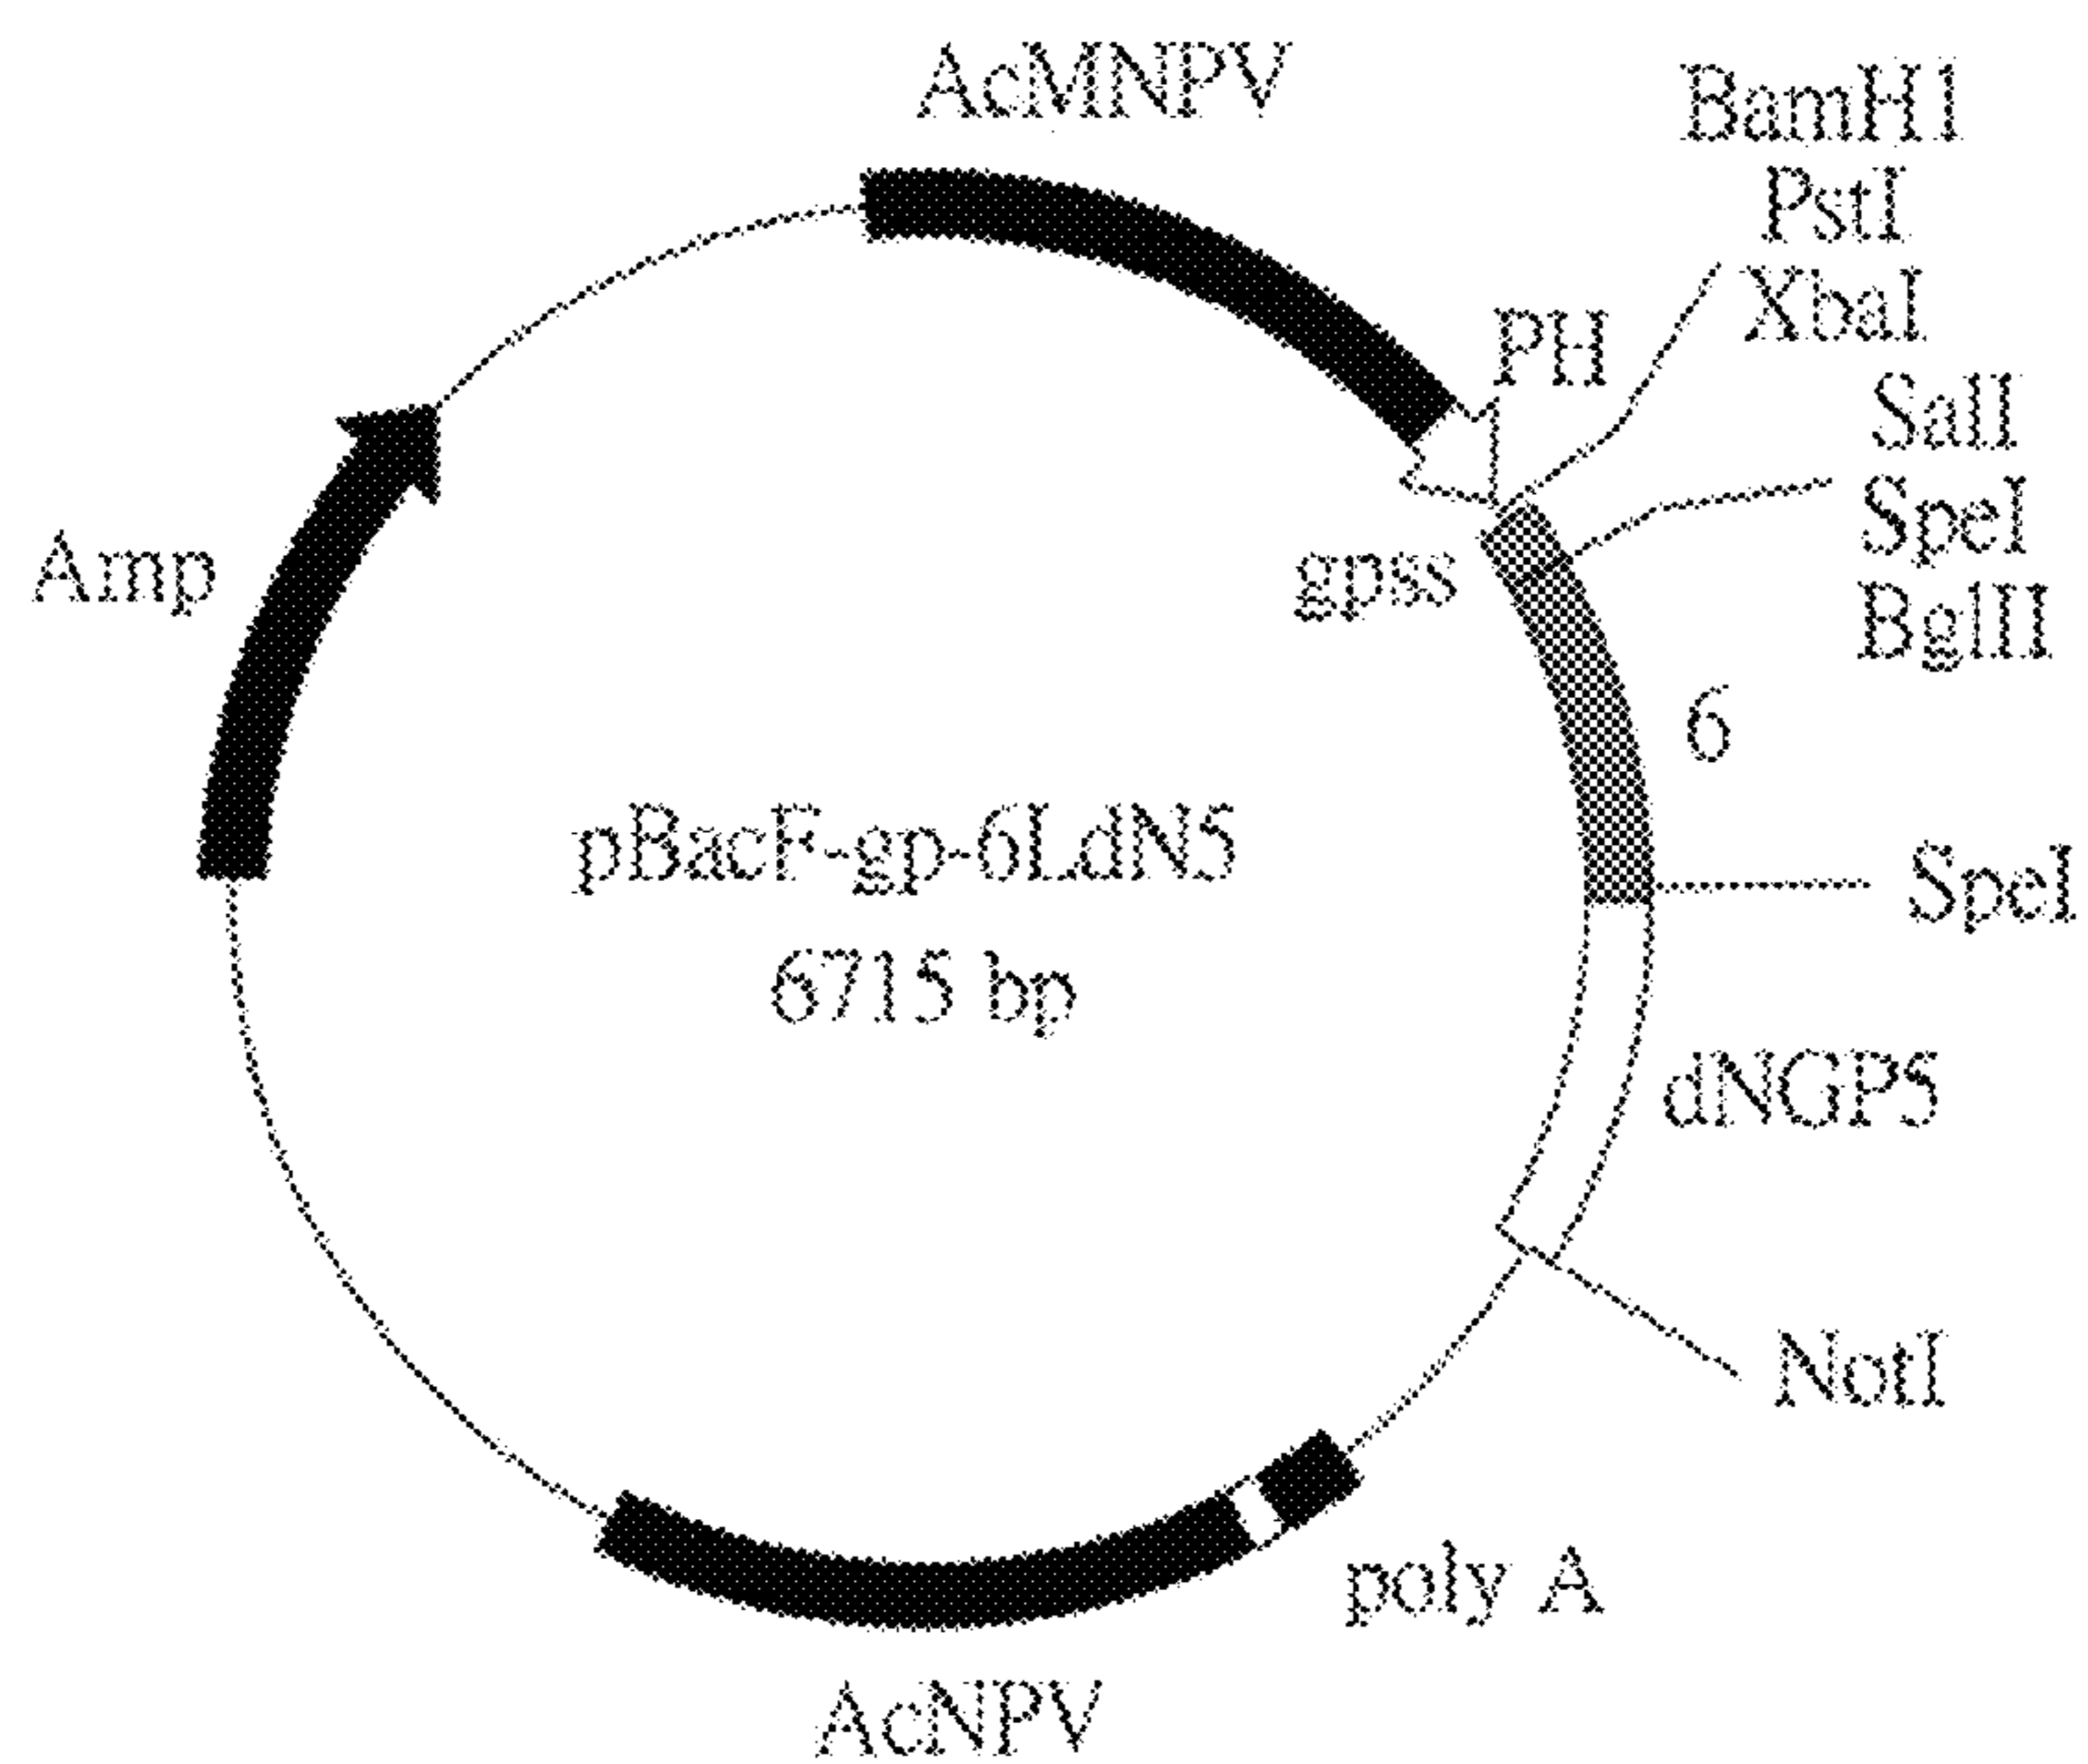 AcMNPV
BamH1
PstI
XbaI
PH
SalI
SpeI
BglII
gpss
Amp
6
pBacF-gp-6LdN5
6715 bp
SpeI
dNGP5
NotI
poly A
AcNPV